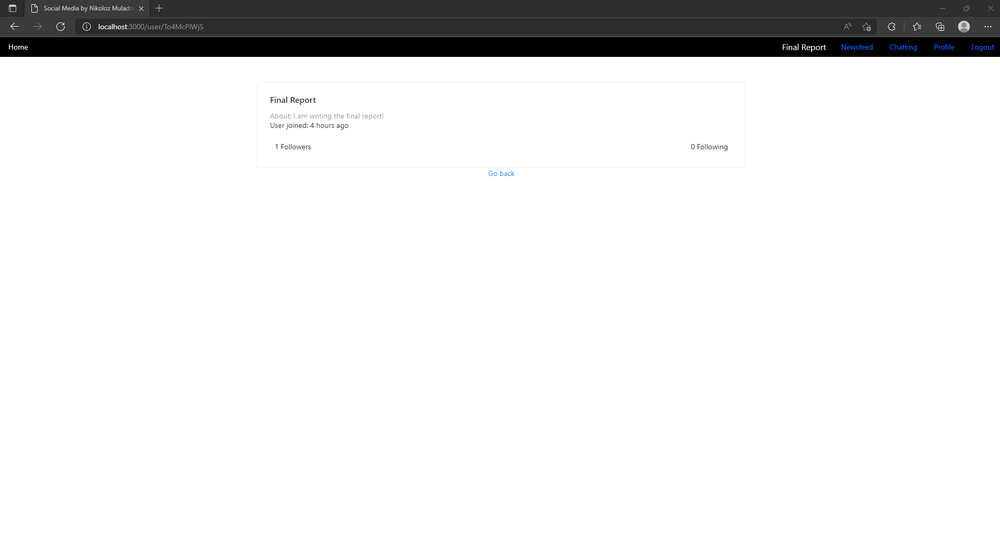 Social Media by Nikoloz Muladz
localhost:3000/user/To4McPlWjS
Home
Final Report Newsfeed Chatting Profile Logout
Final Report
About: I am writing the final report!
User joined: 4 hours ago
1 Followers 0 Following
Go back